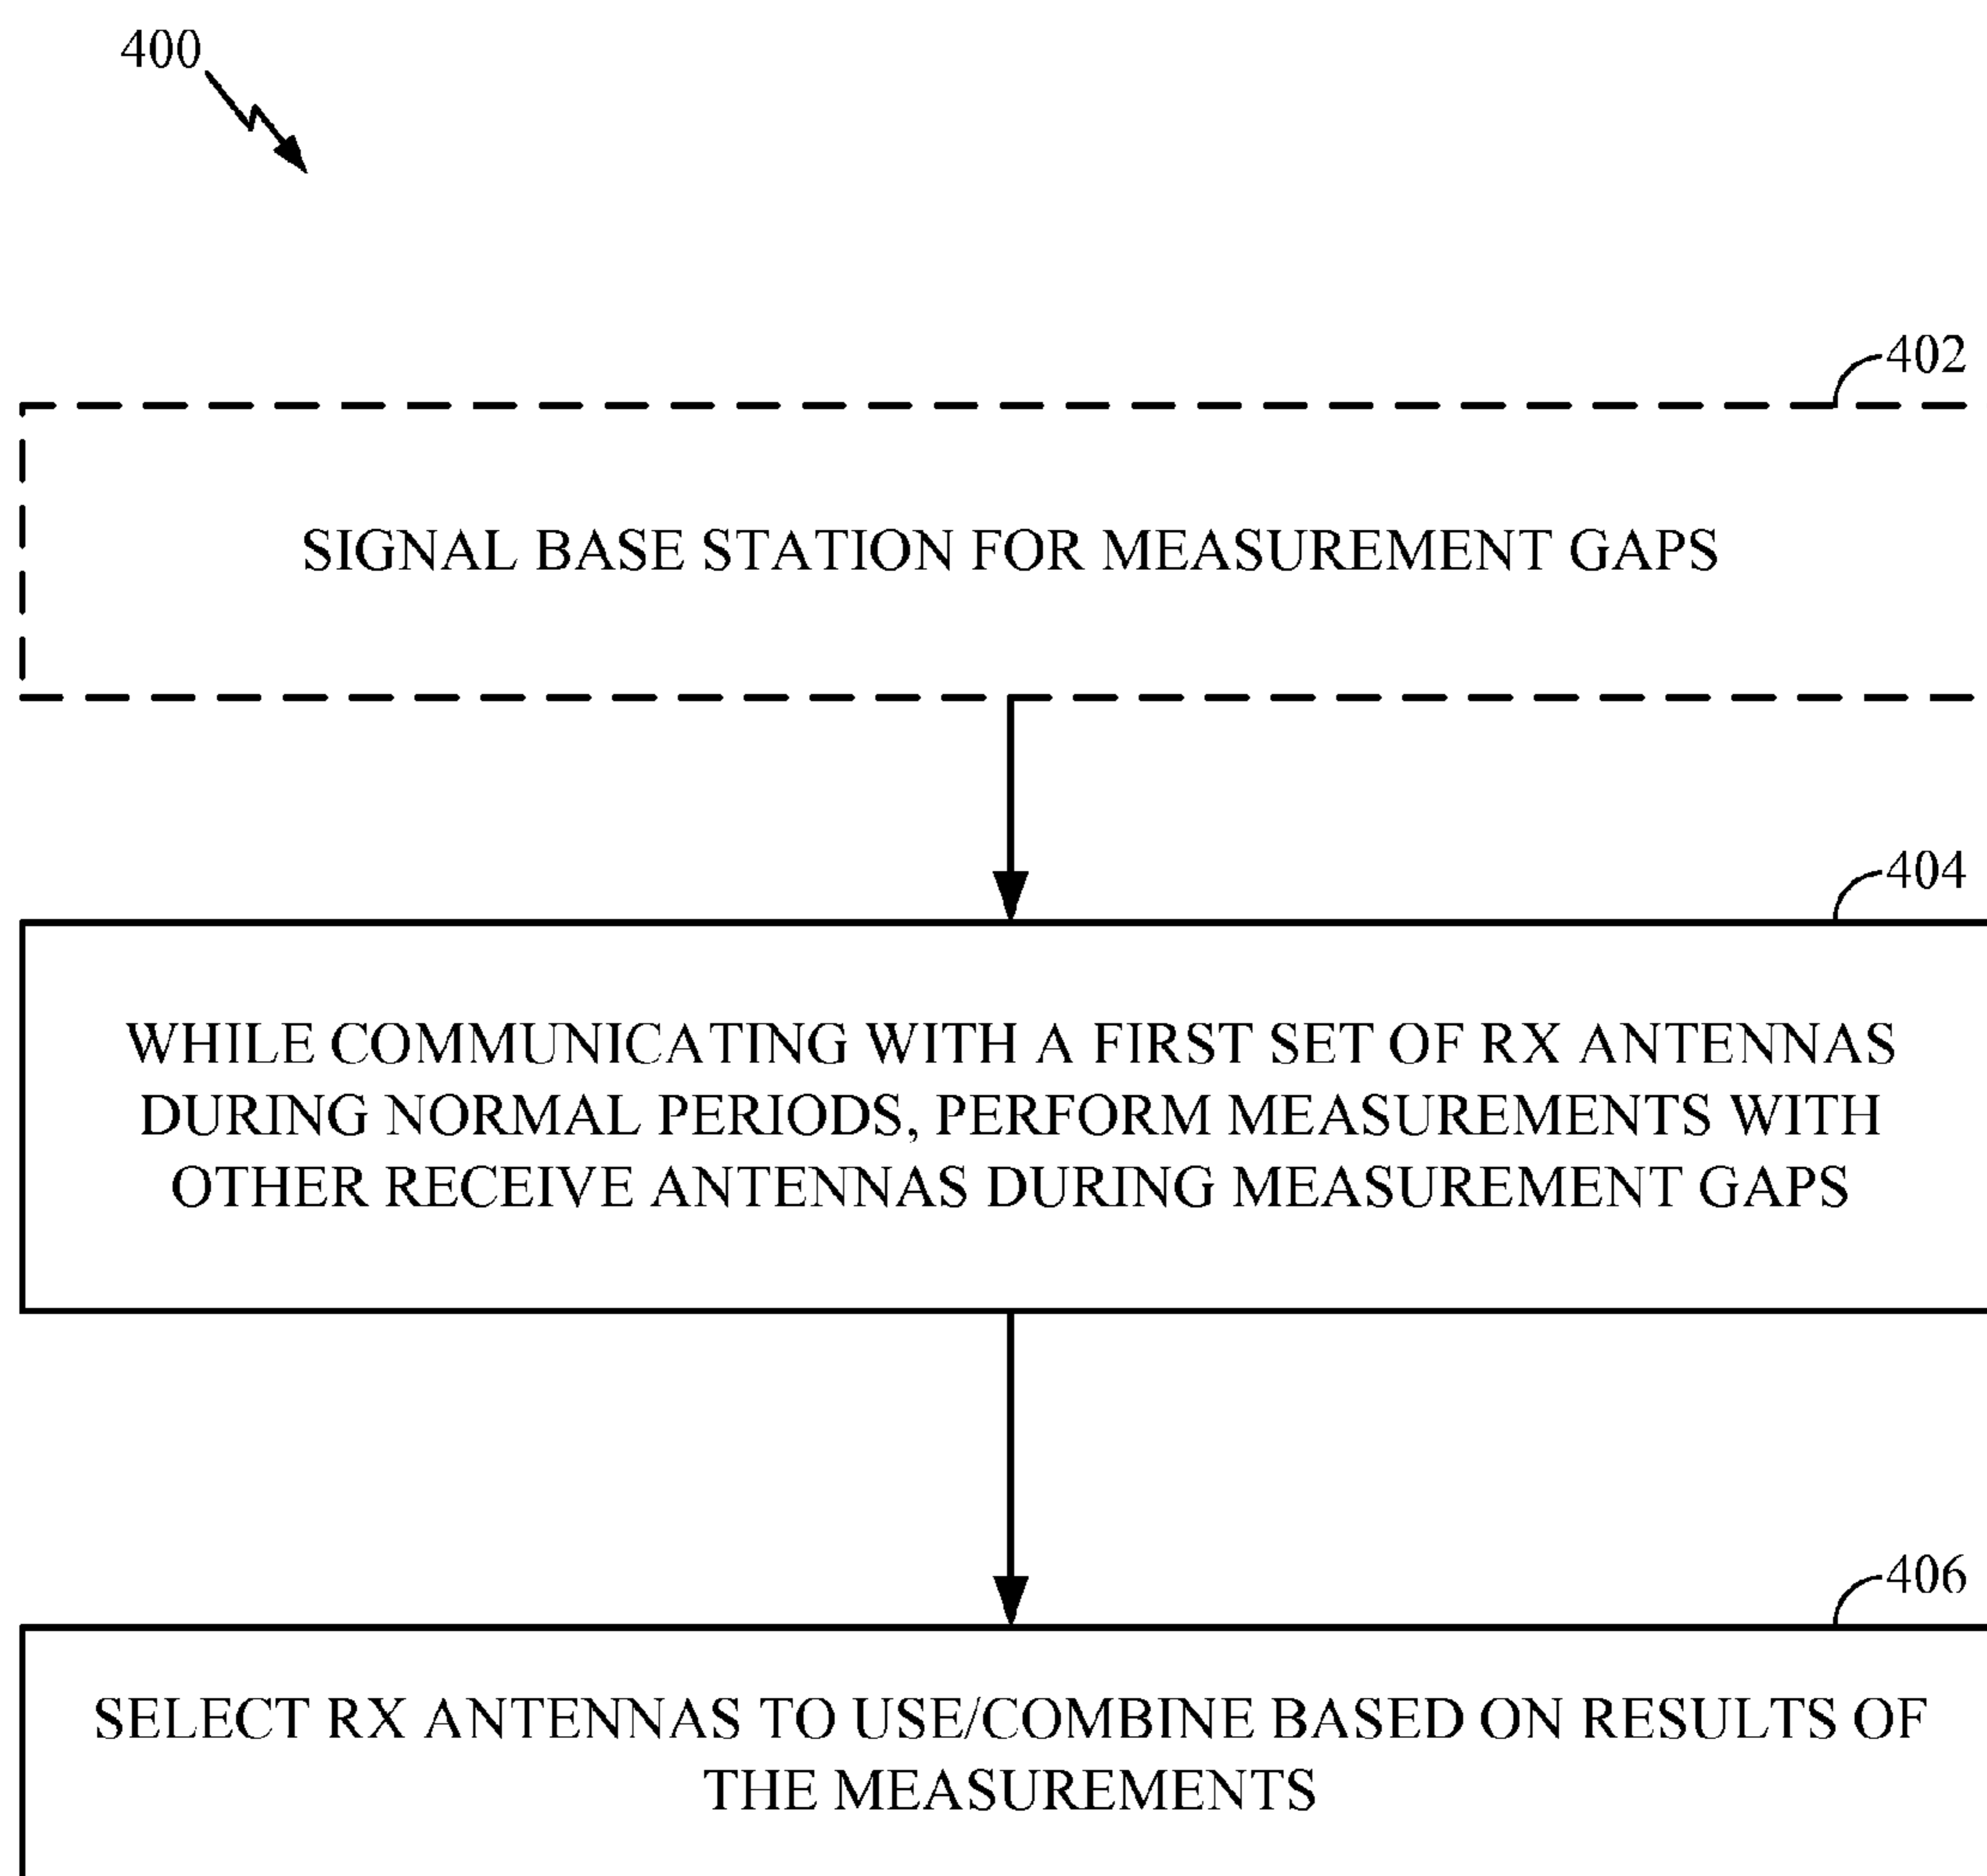 400
402
SIGNAL BASE STATION FOR MEASUREMENT GAPS
404
WHILE COMMUNICATING WITH A FIRST SET OF RX ANTENNAS
DURING NORMAL PERIODS, PERFORM MEASUREMENTS WITH
OTHER RECEIVE ANTENNAS DURING MEASUREMENT GAPS
406
SELECT RX ANTENNAS TO USE/COMBINE BASED ON RESULTS OF
THE MEASUREMENTS